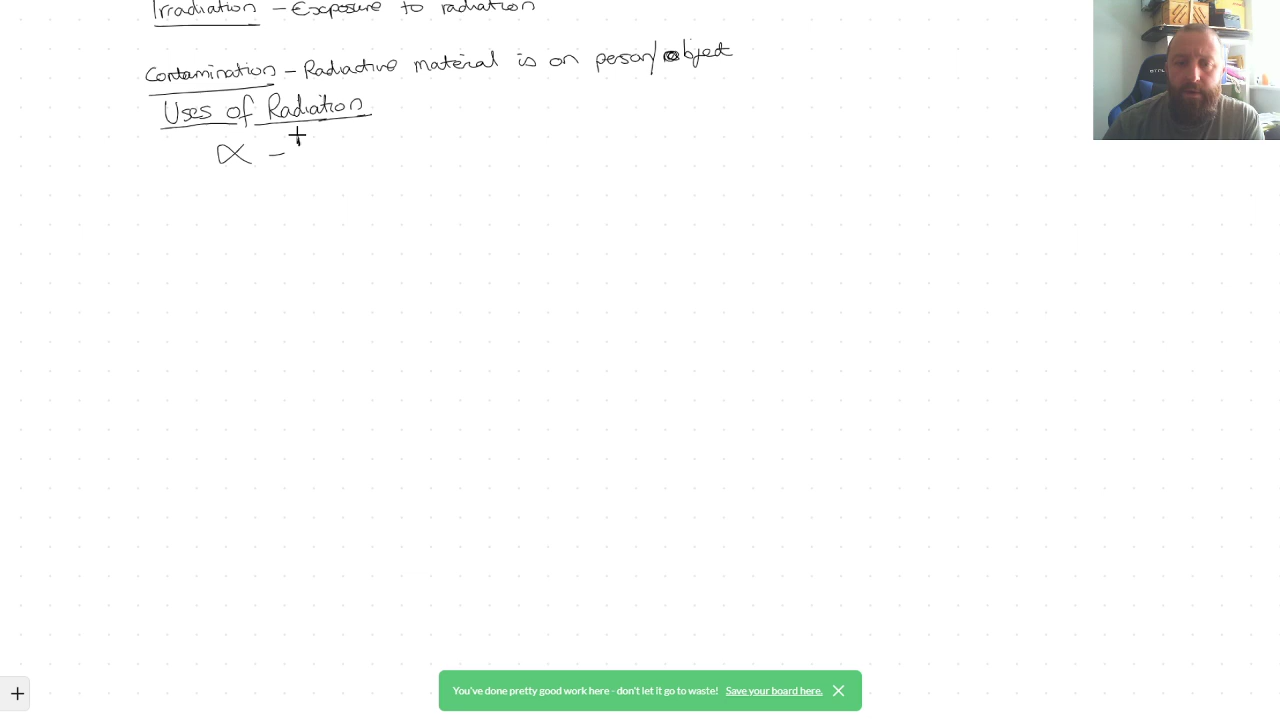 Irradiation - Exposure to radiation
Contamination - Radiactive material is on person/object
Uses of Radiation
∝ -
You've done pretty good work here - don't let it go to waste! Save your board here.